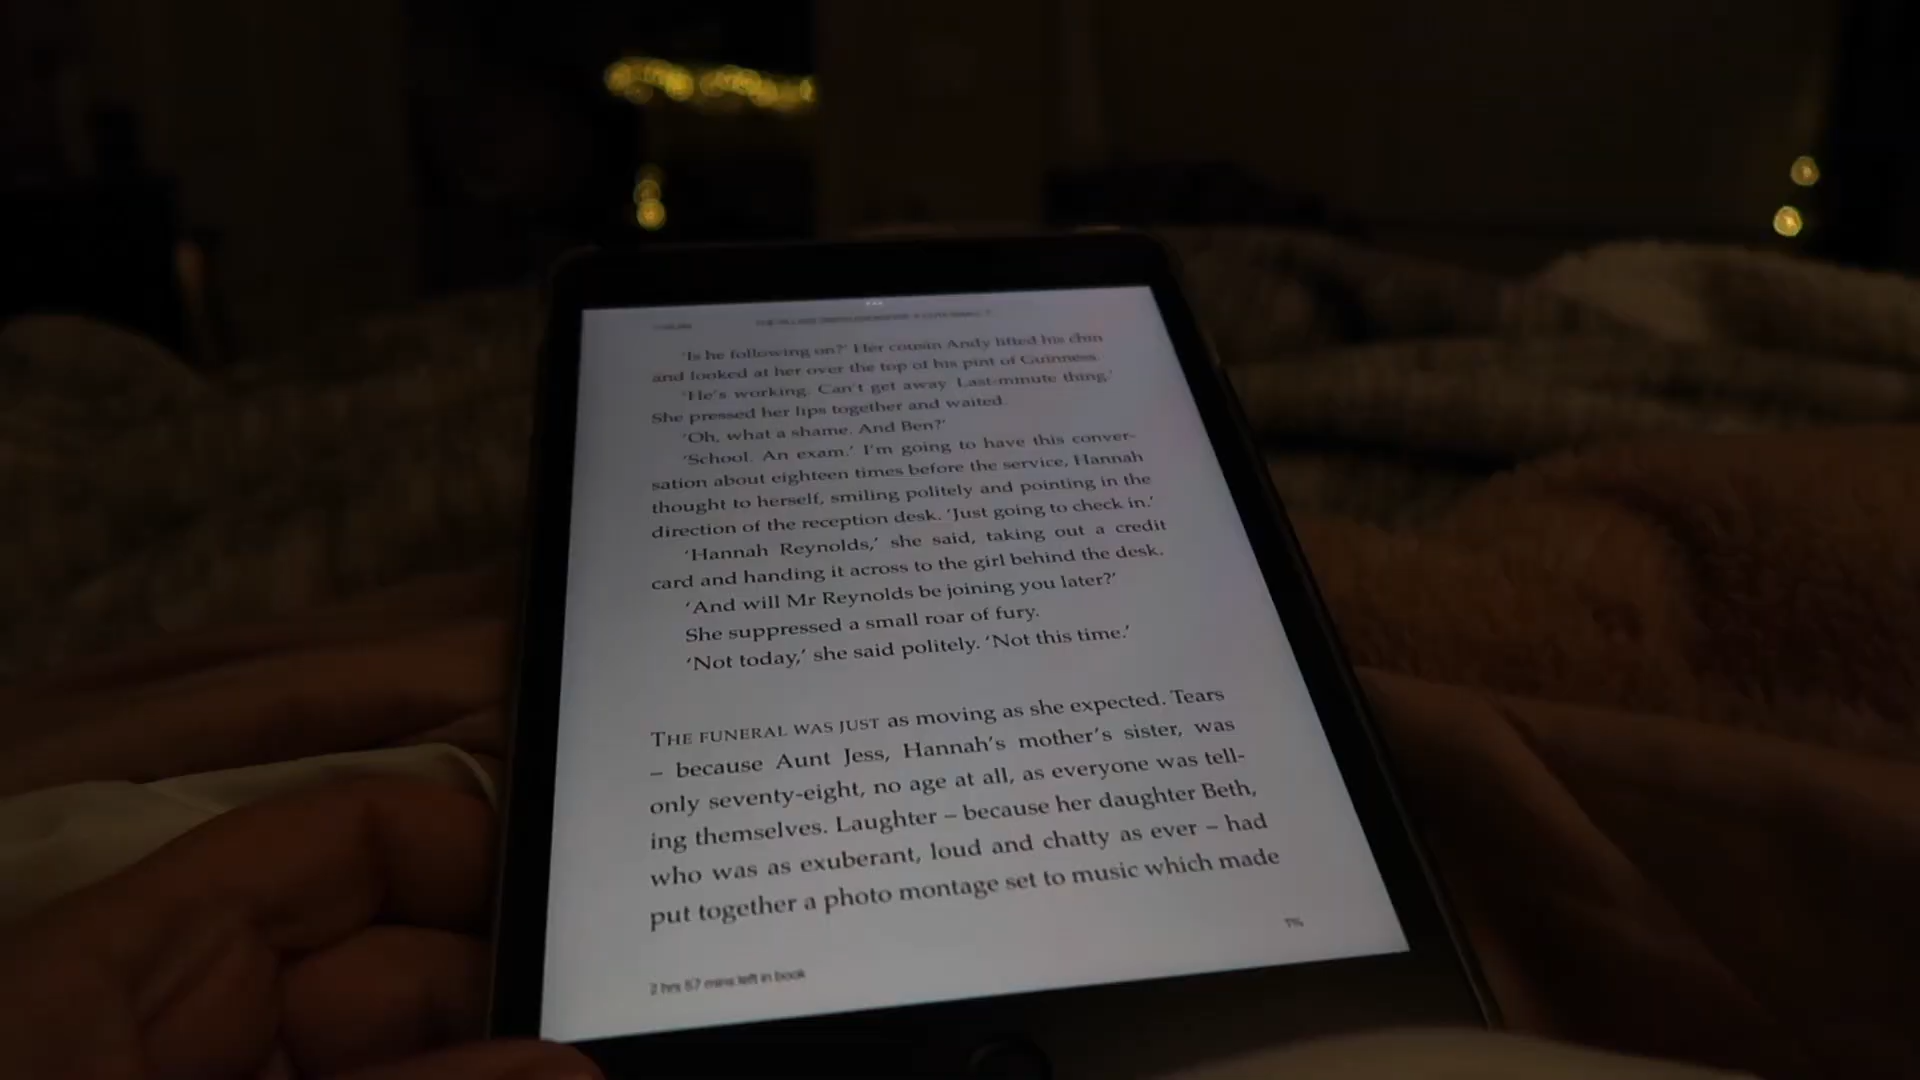 'Is he following on?' Her cousin Andy lifted his chin
and looked at her over the top of his pint of Guinness.
'He's working. Can't get away. Last-minute thing.'
She pressed her lips together and waited.
'Oh, what a shame. And Ben?'
'School. An exam.' I'm going to have this conver-
sation about eighteen times before the service, Hannah
thought to herself, smiling politely and pointing in the
direction of the reception desk. 'Just going to check in.'
'Hannah Reynolds,' she said, taking out a credit
card and handing it across to the girl behind the desk.
'And will Mr Reynolds be joining you later?'
She suppressed a small roar of fury.
'Not today,' she said politely. 'Not this time.'
THE FUNERAL WAS JUST as moving as she expected. Tears
– because Aunt Jess, Hannah's mother's sister, was
only seventy-eight, no age at all, as everyone was tell-
ing themselves. Laughter – because her daughter Beth,
who was as exuberant, loud and chatty as ever – had
put together a photo montage set to music which made
2 hrs 57 mins left in book